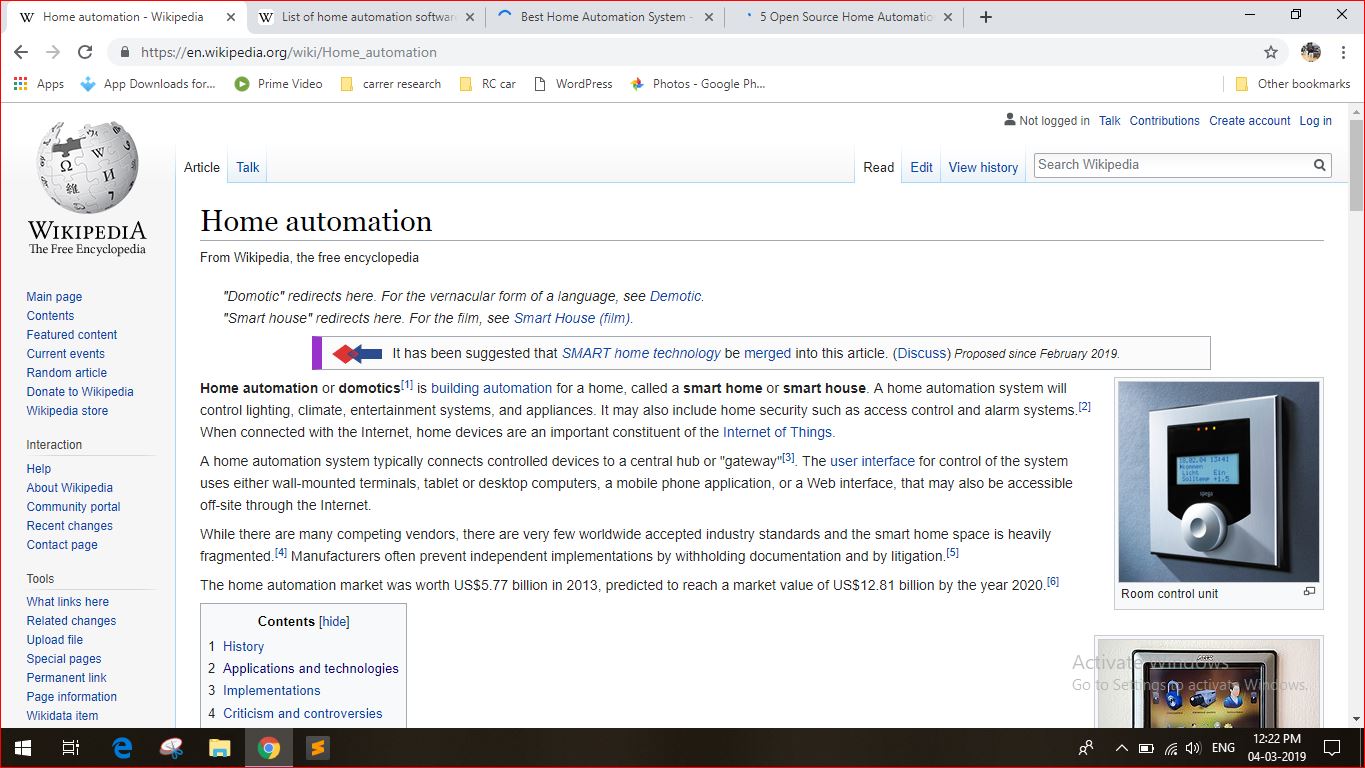 Home automation - Wikipedia
List of home automation software
Best Home Automation System -
5 Open Source Home Automatio
https://en.wikipedia.org/wiki/Home_automation
Apps
App Downloads for...
Prime Video
carrer research
RC car
WordPress
Photos - Google Ph...
Other bookmarks
Not logged in Talk Contributions Create account Log in
Article Talk
Read Edit View history
Search Wikipedia
WIKIPEDIA
The Free Encyclopedia
Main page
Contents
Featured content
Current events
Random article
Donate to Wikipedia
Wikipedia store
Interaction
Help
About Wikipedia
Community portal
Recent changes
Contact page
Tools
What links here
Related changes
Upload file
Special pages
Permanent link
Page information
Wikidata item
Home automation
From Wikipedia, the free encyclopedia
"Domotic" redirects here. For the vernacular form of a language, see Demotic.
"Smart house" redirects here. For the film, see Smart House (film).
It has been suggested that SMART home technology be merged into this article. (Discuss) Proposed since February 2019.
Home automation or domotics[1] is building automation for a home, called a smart home or smart house. A home automation system will
control lighting, climate, entertainment systems, and appliances. It may also include home security such as access control and alarm systems.[2]
When connected with the Internet, home devices are an important constituent of the Internet of Things.
A home automation system typically connects controlled devices to a central hub or "gateway"[3]. The user interface for control of the system
uses either wall-mounted terminals, tablet or desktop computers, a mobile phone application, or a Web interface, that may also be accessible
off-site through the Internet.
While there are many competing vendors, there are very few worldwide accepted industry standards and the smart home space is heavily
fragmented.[4] Manufacturers often prevent independent implementations by withholding documentation and by litigation.[5]
The home automation market was worth US$5.77 billion in 2013, predicted to reach a market value of US$12.81 billion by the year 2020.[6]
Contents [hide]
1 History
2 Applications and technologies
3 Implementations
4 Criticism and controversies
18.02.04 13:41
Kommen
Licht Ein
Solltemp +1.5
spega
Room control unit
Activate Windows
Go to Settings to activate Windows.
ENG
12:22 PM
04-03-2019